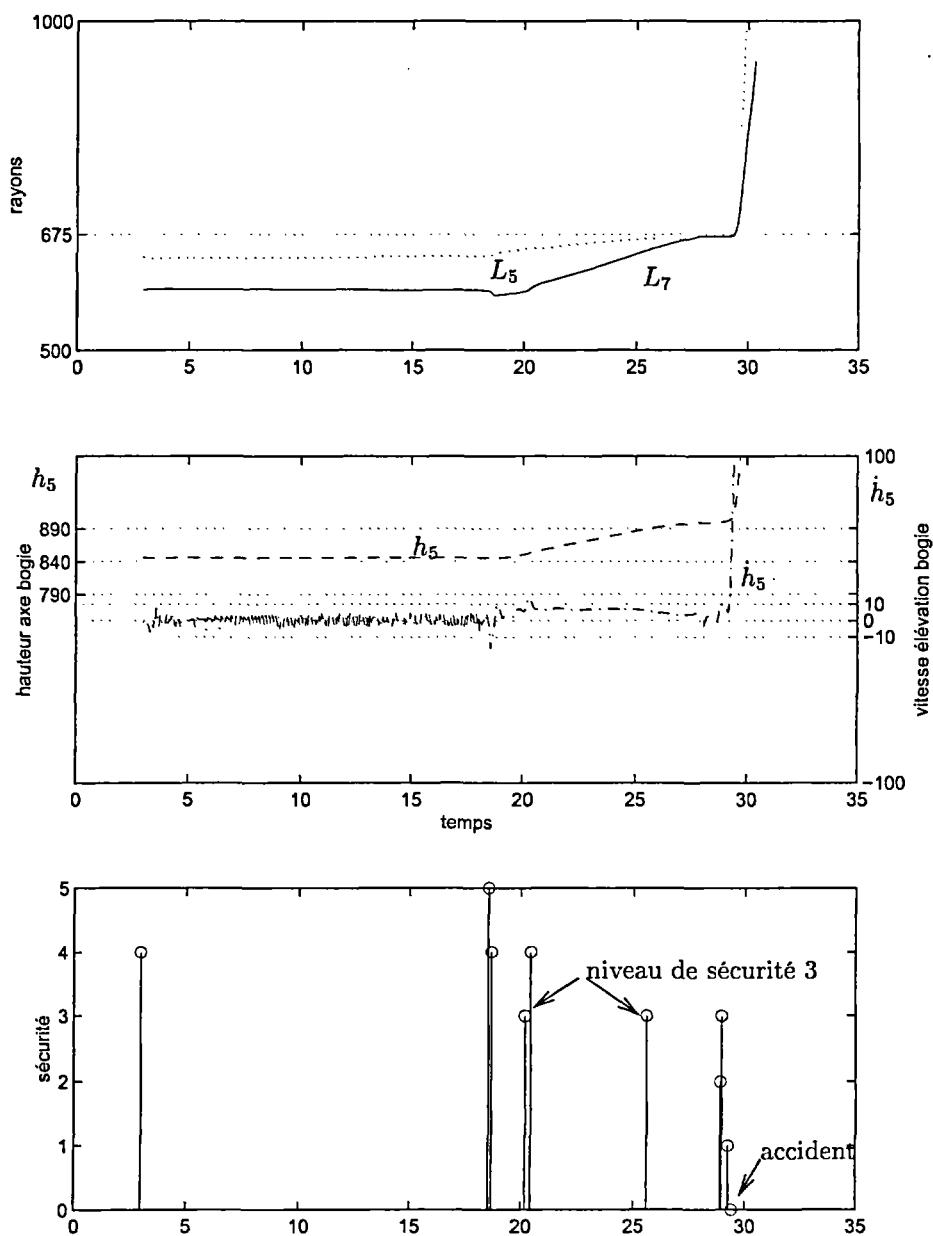 1000
675
500
rayons
L5
L7
0 5 10 15 20 25 30 35
h5
890
840
790
hauteur axe bogie
h5
ḣ5
100
10
0
-10
-100
ḣ5
vitesse élévation bogie
0 5 10 15 20 25 30 35
temps
5
4
3
2
1
0
sécurité
niveau de sécurité 3
accident
0 5 10 15 20 25 30 35